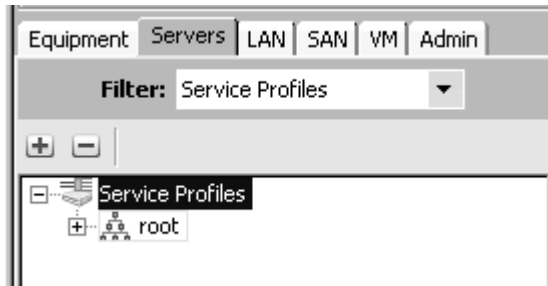 Equipment Servers LAN SAN VM Admin
Filter: Service Profiles
Service Profiles
root